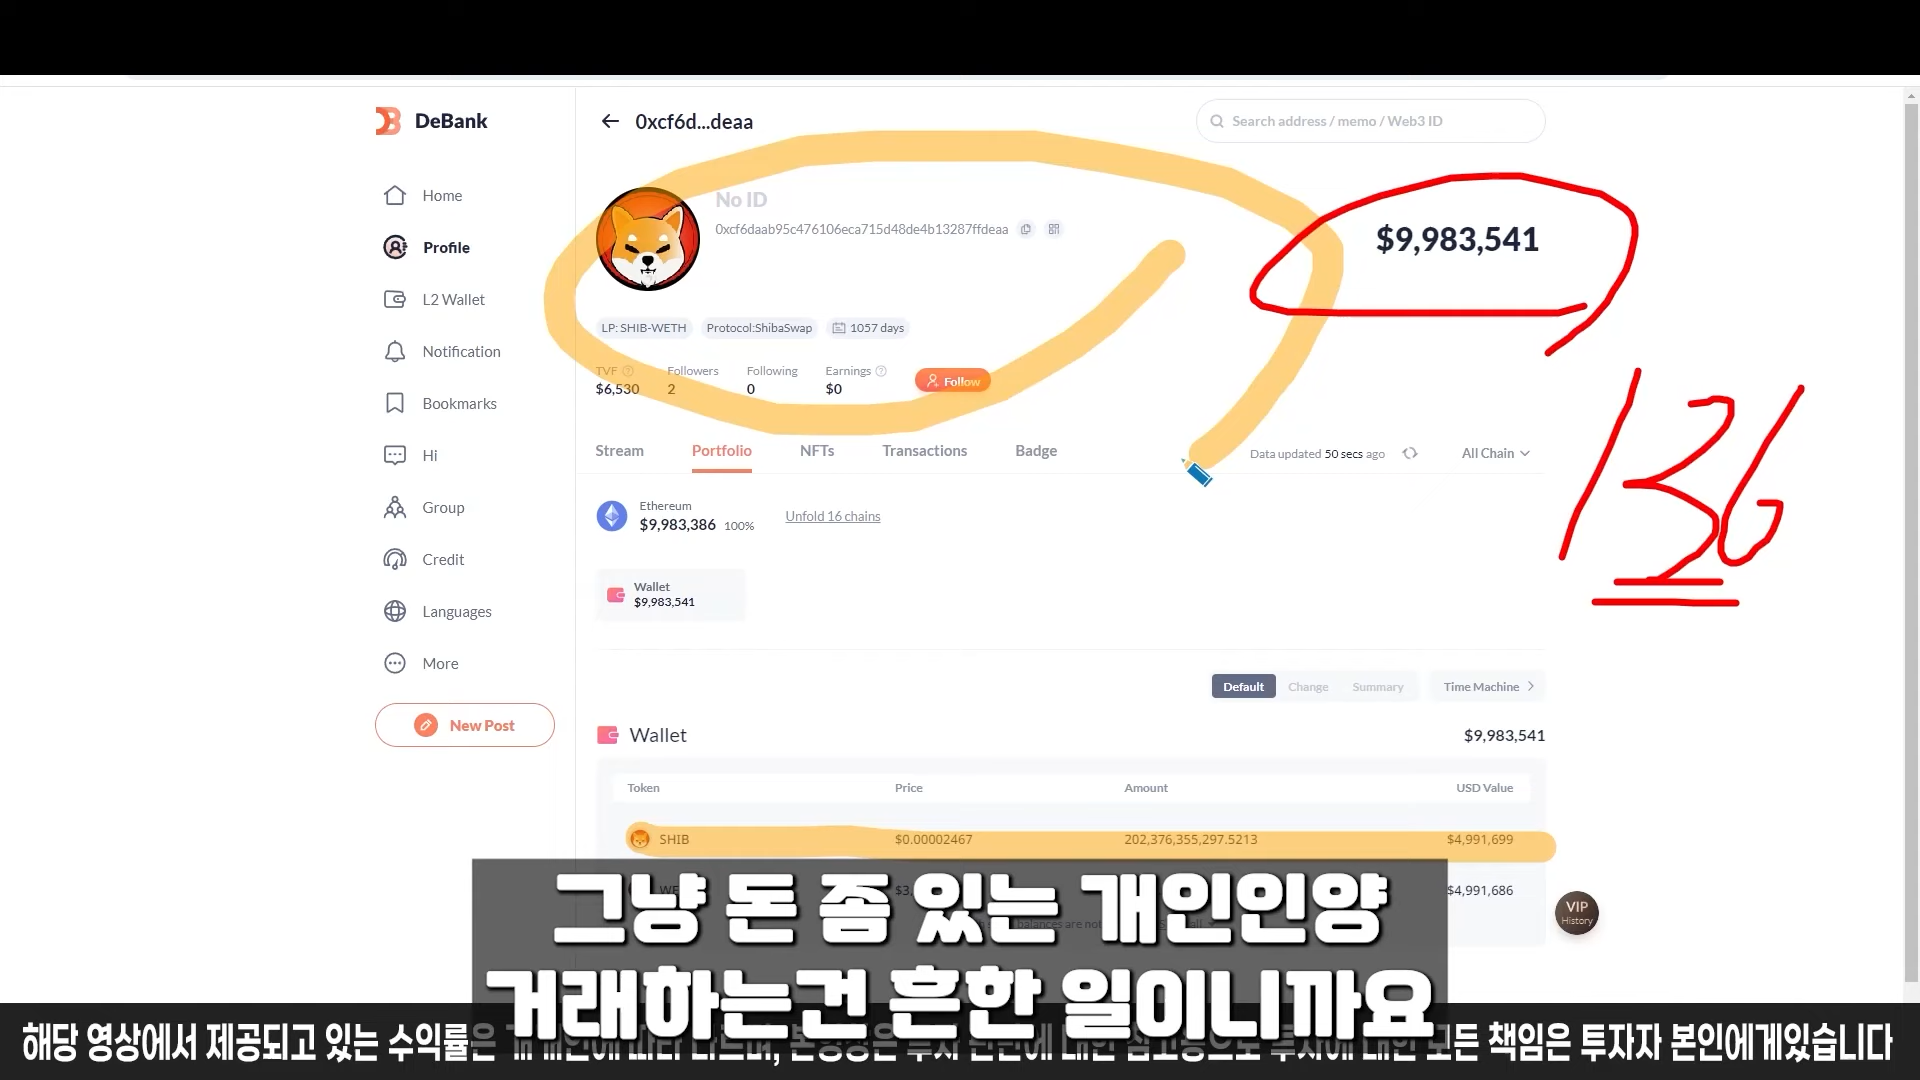 DeBank
0xcf6d...deaa
Search address / memo / Web3 ID
Home
Profile
L2 Wallet
Notification
Bookmarks
Hi
Group
Credit
Languages
More
New Post
No ID
0xcf6daab95c476106eca715d48de4b13287ffdeaa
$9,983,541
LP: SHIB-WETH Protocol:ShibaSwap 1057 days
TVF Followers Following Earnings
$6,530 2 0 $0 Follow
136
Stream Portfolio NFTs Transactions Badge
Data updated 50 secs ago All Chain
Ethereum
$9,983,386 100% Unfold 16 chains
Wallet
$9,983,541
Default Change Summary Time Machine
Wallet $9,983,541
Token Price Amount USD Value
SHIB $0.00002467 202,376,355,297.5213 $4,991,699
$4,991,686
VIP
History
그냥 돈 좀 있는 개인인양
거래하는건 흔한 일이니까요
해당 영상에서 제공되고 있는 수익률은 모든 책임은 투자자 본인에게있습니다